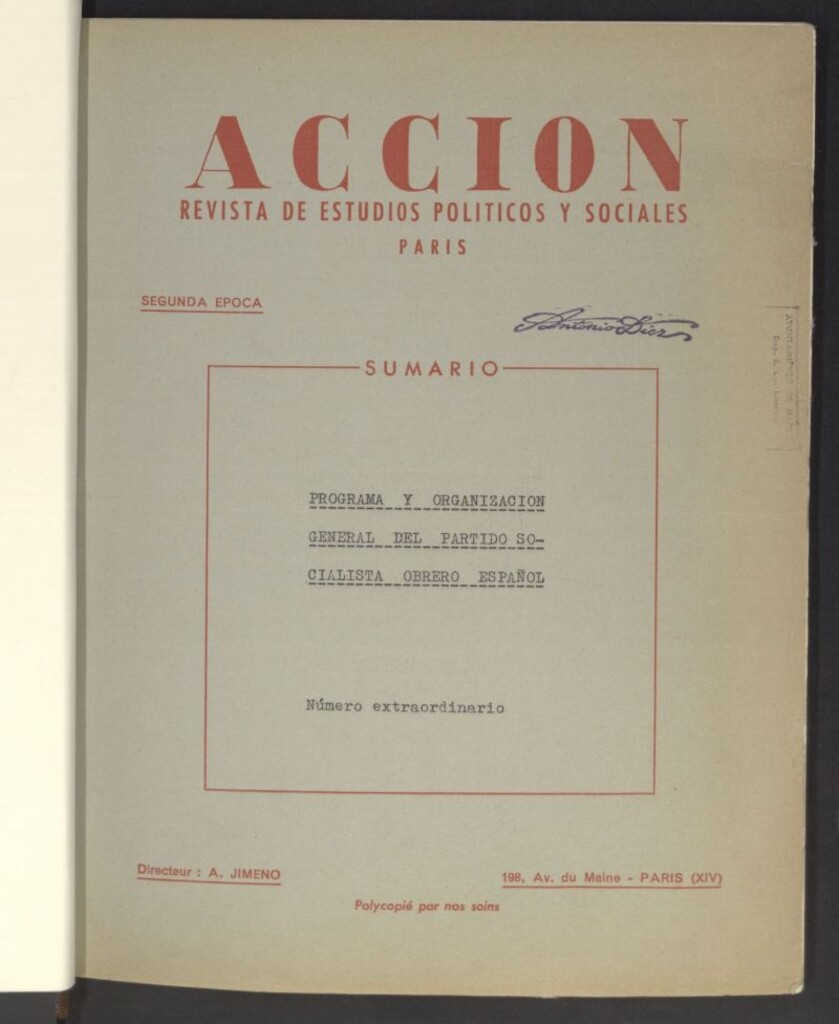 ACCION
REVISTA DE ESTUDIOS POLITICOS Y SOCIALES
PARIS
SEGUNDA EPOCA
Antonio Díez
SUMARIO
PROGRAMA Y ORGANIZACION
GENERAL DEL PARTIDO SO-
CIALISTA OBRERO ESPAÑOL
Número extraordinario
Directeur : A. JIMENO
198, Av. du Maine - PARIS (XIV)
Polycopié par nos soins